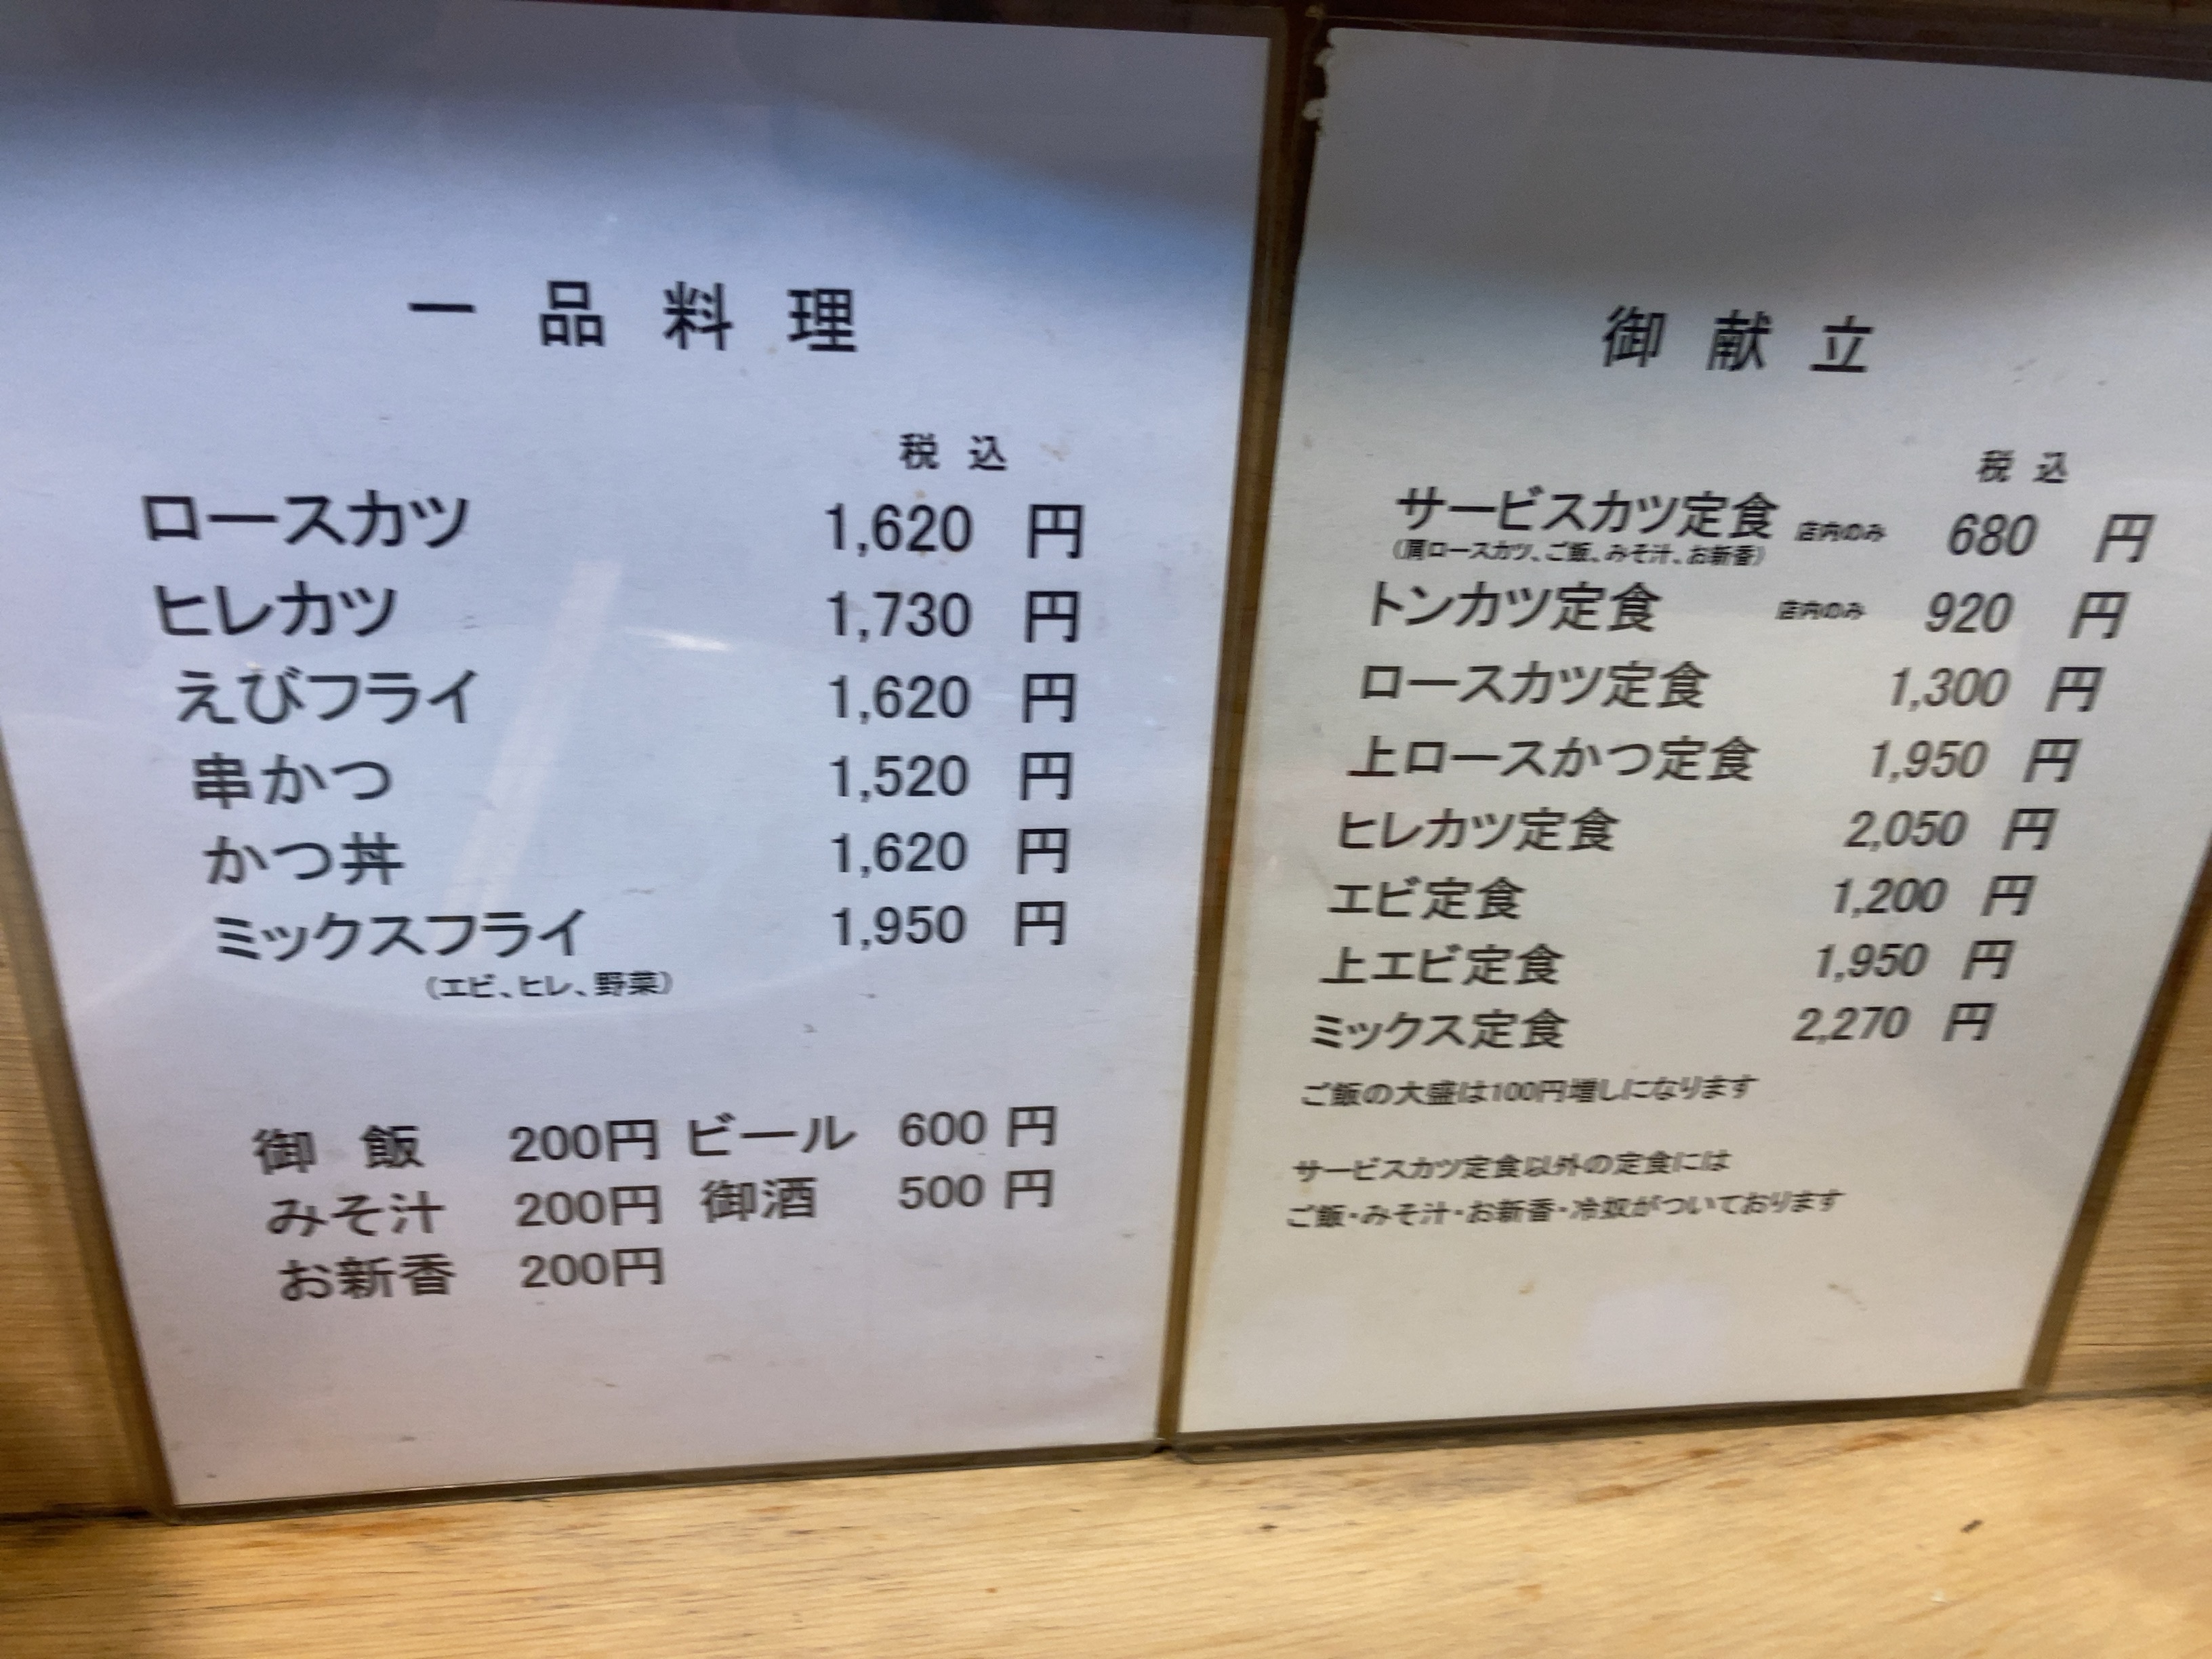 一品料理
税込
ロースカツ 1,620 円
ヒレカツ 1,730 円
えびフライ 1,620 円
串かつ 1,520 円
かつ丼 1,620 円
ミックスフライ 1,950 円
(エビ、ヒレ、野菜)
御飯 200円 ビール 600 円
みそ汁 200円 御酒 500 円
お新香 200円
御献立
税込
サービスカツ定食 店内のみ 680 円
(肩ロースカツ、ご飯、みそ汁、お新香)
トンカツ定食 店内のみ 920 円
ロースカツ定食 1,300 円
上ロースかつ定食 1,950 円
ヒレカツ定食 2,050 円
エビ定食 1,200 円
上エビ定食 1,950 円
ミックス定食 2,270 円
ご飯の大盛は100円増しになります
サービスカツ定食以外の定食には
ご飯・みそ汁・お新香・冷奴がついております